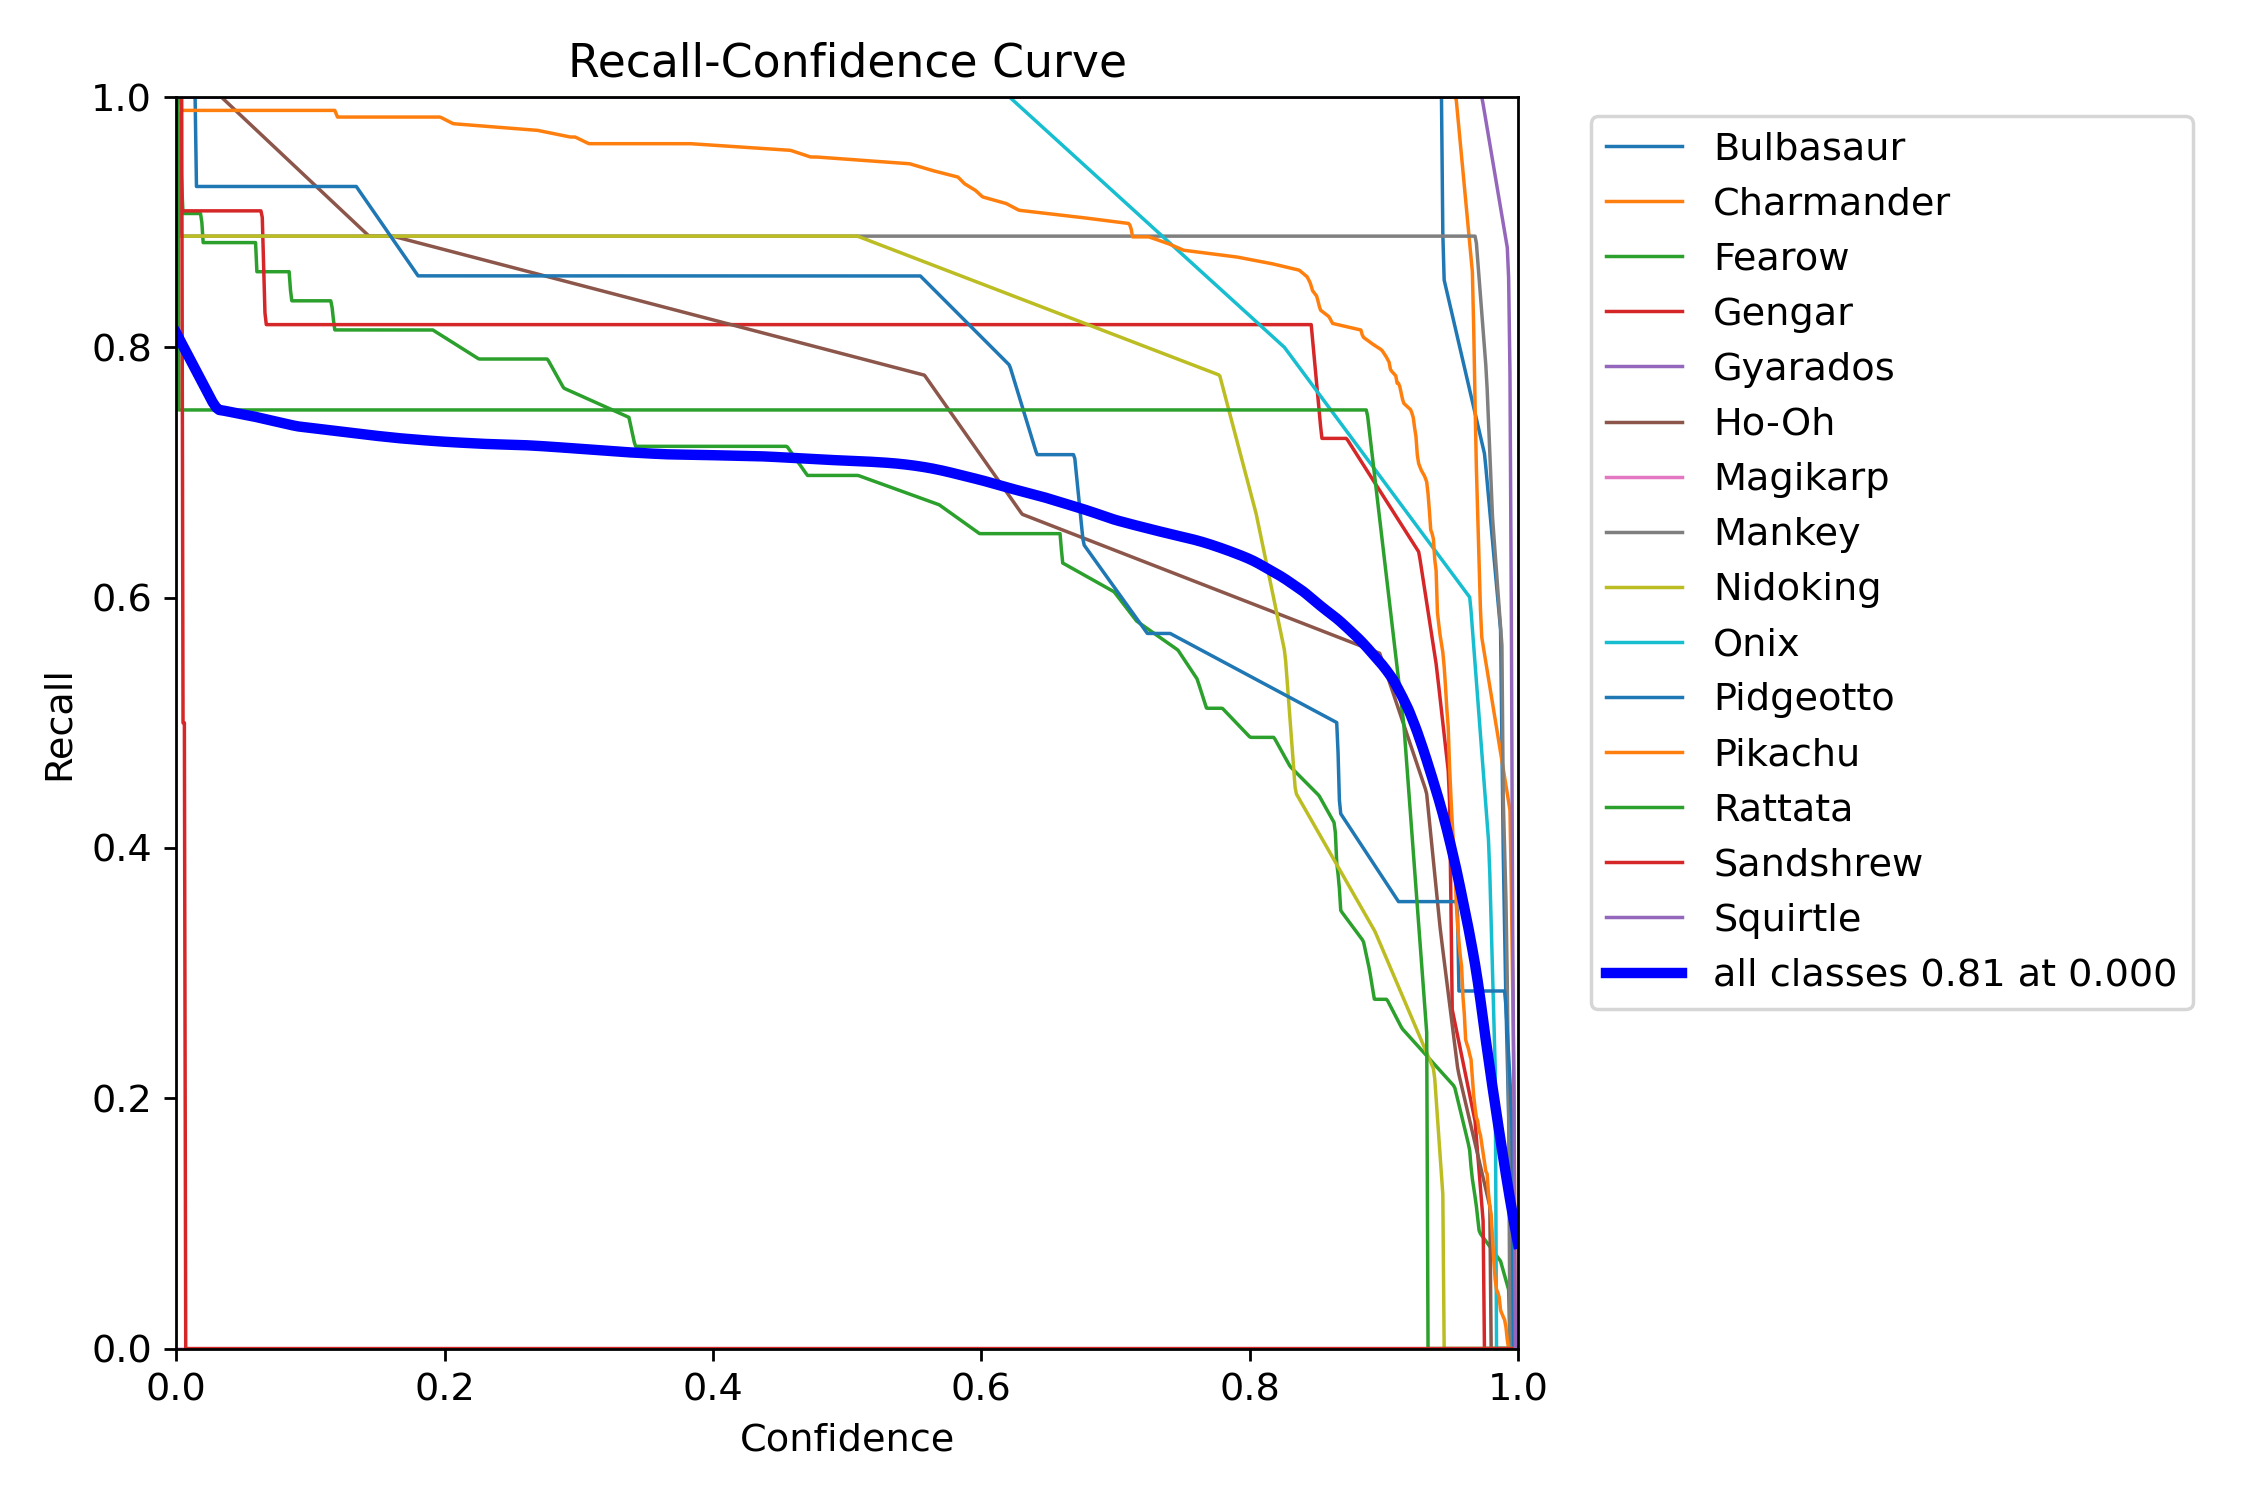 Recall-Confidence Curve
1.0
0.8
0.6
0.4
0.2
0.0
Recall
0.0 0.2 0.4 0.6 0.8 1.0
Confidence
Bulbasaur
Charmander
Fearow
Gengar
Gyarados
Ho-Oh
Magikarp
Mankey
Nidoking
Onix
Pidgeotto
Pikachu
Rattata
Sandshrew
Squirtle
all classes 0.81 at 0.000